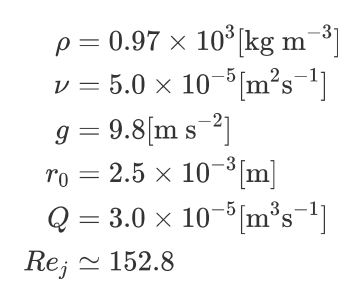 ρ = 0.97 × 10³[kg m⁻³]
ν = 5.0 × 10⁻⁵[m²s⁻¹]
g = 9.8[m s⁻²]
r₀ = 2.5 × 10⁻³[m]
Q = 3.0 × 10⁻⁵[m³s⁻¹]
Reⱼ ≃ 152.8